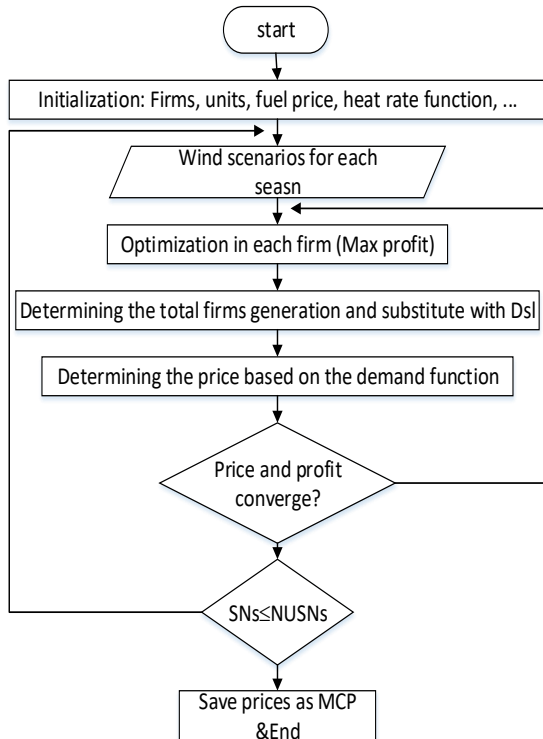 start
Initialization: Firms, units, fuel price, heat rate function, ...
Wind scenarios for each
seasn
Optimization in each firm (Max profit)
Determining the total firms generation and substitute with Dsl
Determining the price based on the demand function
Price and profit
converge?
SNs≤NUSNs
Save prices as MCP
&End